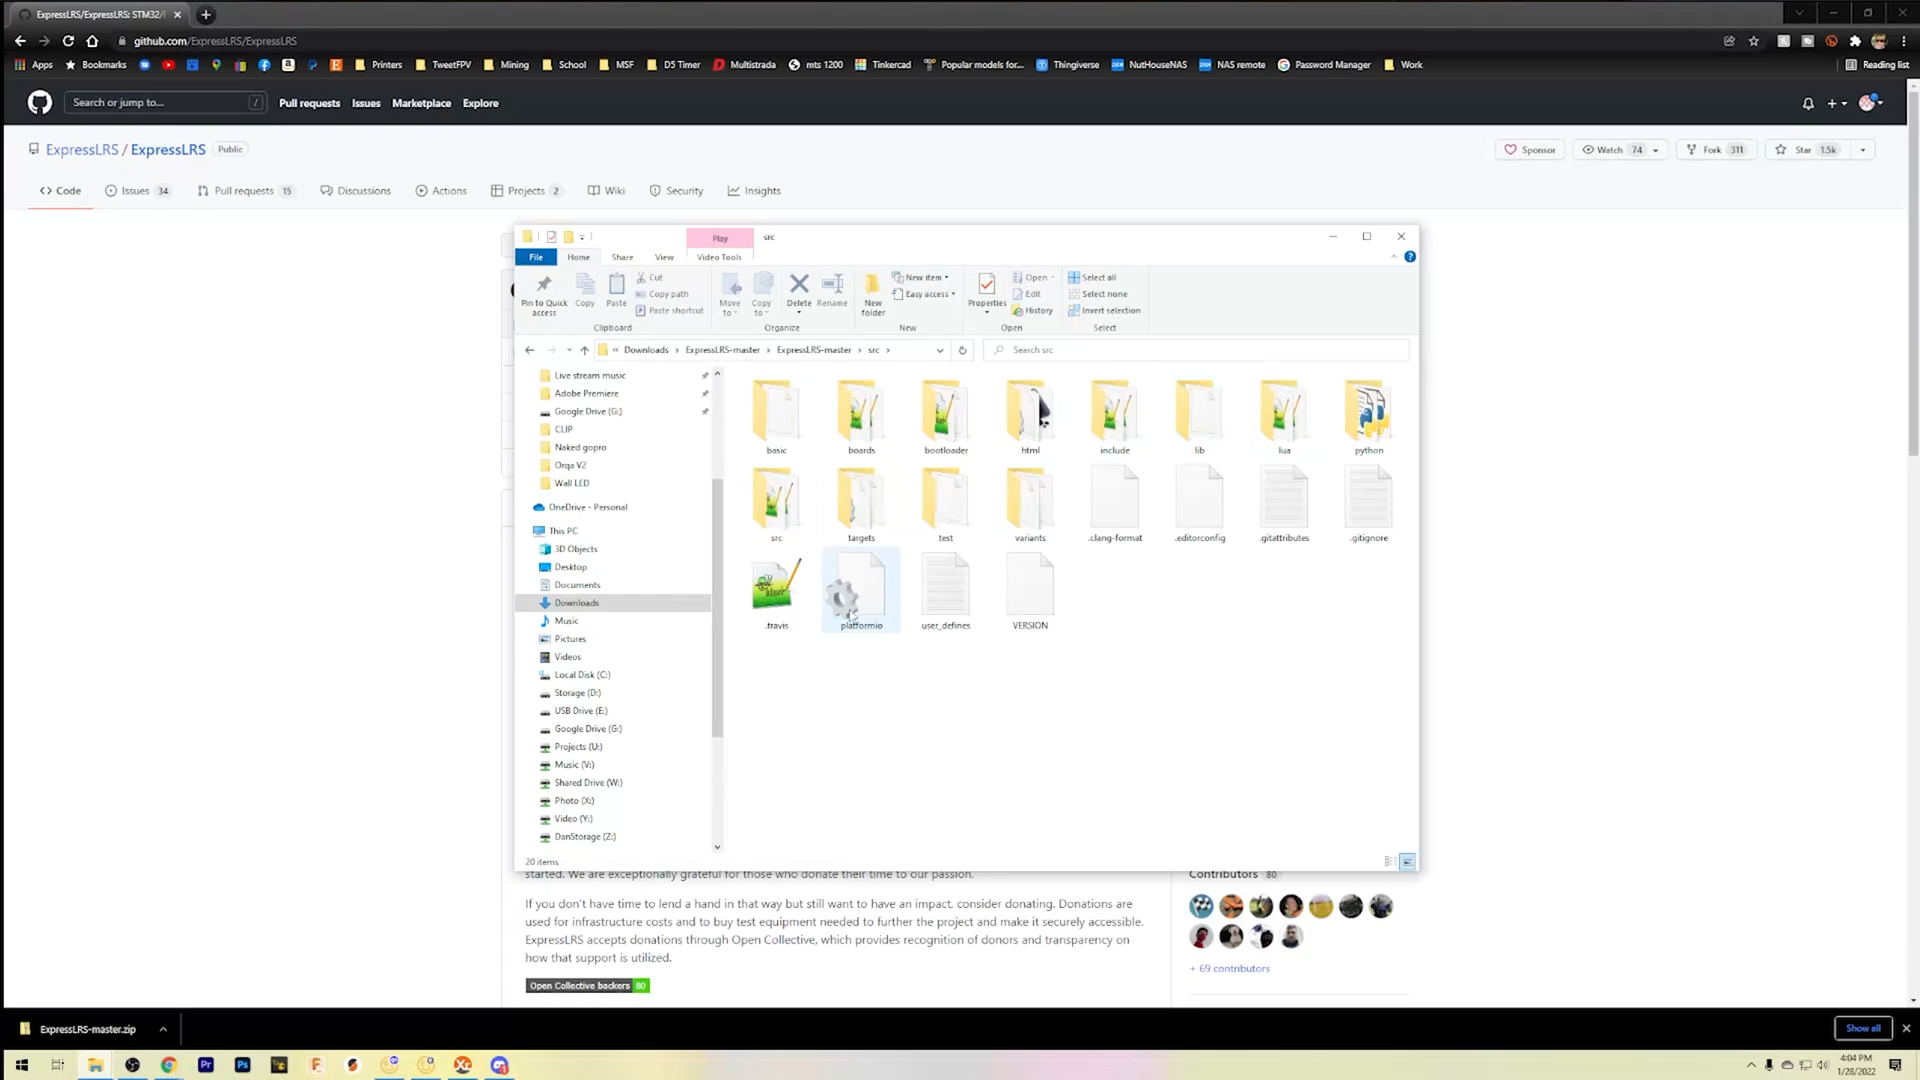 ExpressLRS/ExpressLRS: STM32/
github.com/ExpressLRS/ExpressLRS
Apps
Bookmarks
Printers
TweetFPV
Mining
School
MSF
D5 Timer
Multistrada
mts 1200
Tinkercad
Popular models for...
Thingiverse
NutHouseNAS
NAS remote
Password Manager
Work
Reading list
Search or jump to...
/
Pull requests
Issues
Marketplace
Explore
ExpressLRS / ExpressLRS
Public
Sponsor
Watch 74
Fork 311
Star 1.5k
Code
Issues 34
Pull requests 15
Discussions
Actions
Projects 2
Wiki
Security
Insights
Play
src
File
Home
Share
View
Video Tools
Pin to Quick access
Copy
Paste
Cut
Copy path
Paste shortcut
Clipboard
Move to
Copy to
Delete
Rename
Organize
New folder
New item
Easy access
New
Properties
Open
Edit
History
Open
Select all
Select none
Invert selection
Select
« Downloads > ExpressLRS-master > ExpressLRS-master > src >
Search src
Live stream music
Adobe Premiere
Google Drive (G:)
CLIP
Naked gopro
Orqa V2
Wall LED
OneDrive - Personal
This PC
3D Objects
Desktop
Documents
Downloads
Music
Pictures
Videos
Local Disk (C:)
Storage (D:)
USB Drive (E:)
Google Drive (G:)
Projects (U:)
Music (V:)
Shared Drive (W:)
Photo (X:)
Video (Y:)
DanStorage (Z:)
basic
boards
bootloader
html
include
lib
lua
python
src
targets
test
variants
.clang-format
.editorconfig
.gitattributes
.gitignore
.travis
platformio
user_defines
VERSION
20 items
started. We are exceptionally grateful for those who donate their time to our passion.
If you don't have time to lend a hand in that way but still want to have an impact, consider donating. Donations are
used for infrastructure costs and to buy test equipment needed to further the project and make it securely accessible.
ExpressLRS accepts donations through Open Collective, which provides recognition of donors and transparency on
how that support is utilized.
Open Collective backers 80
Contributors 80
+ 69 contributors
ExpressLRS-master.zip
Show all
Pr
Ps
4:04 PM
1/28/2022